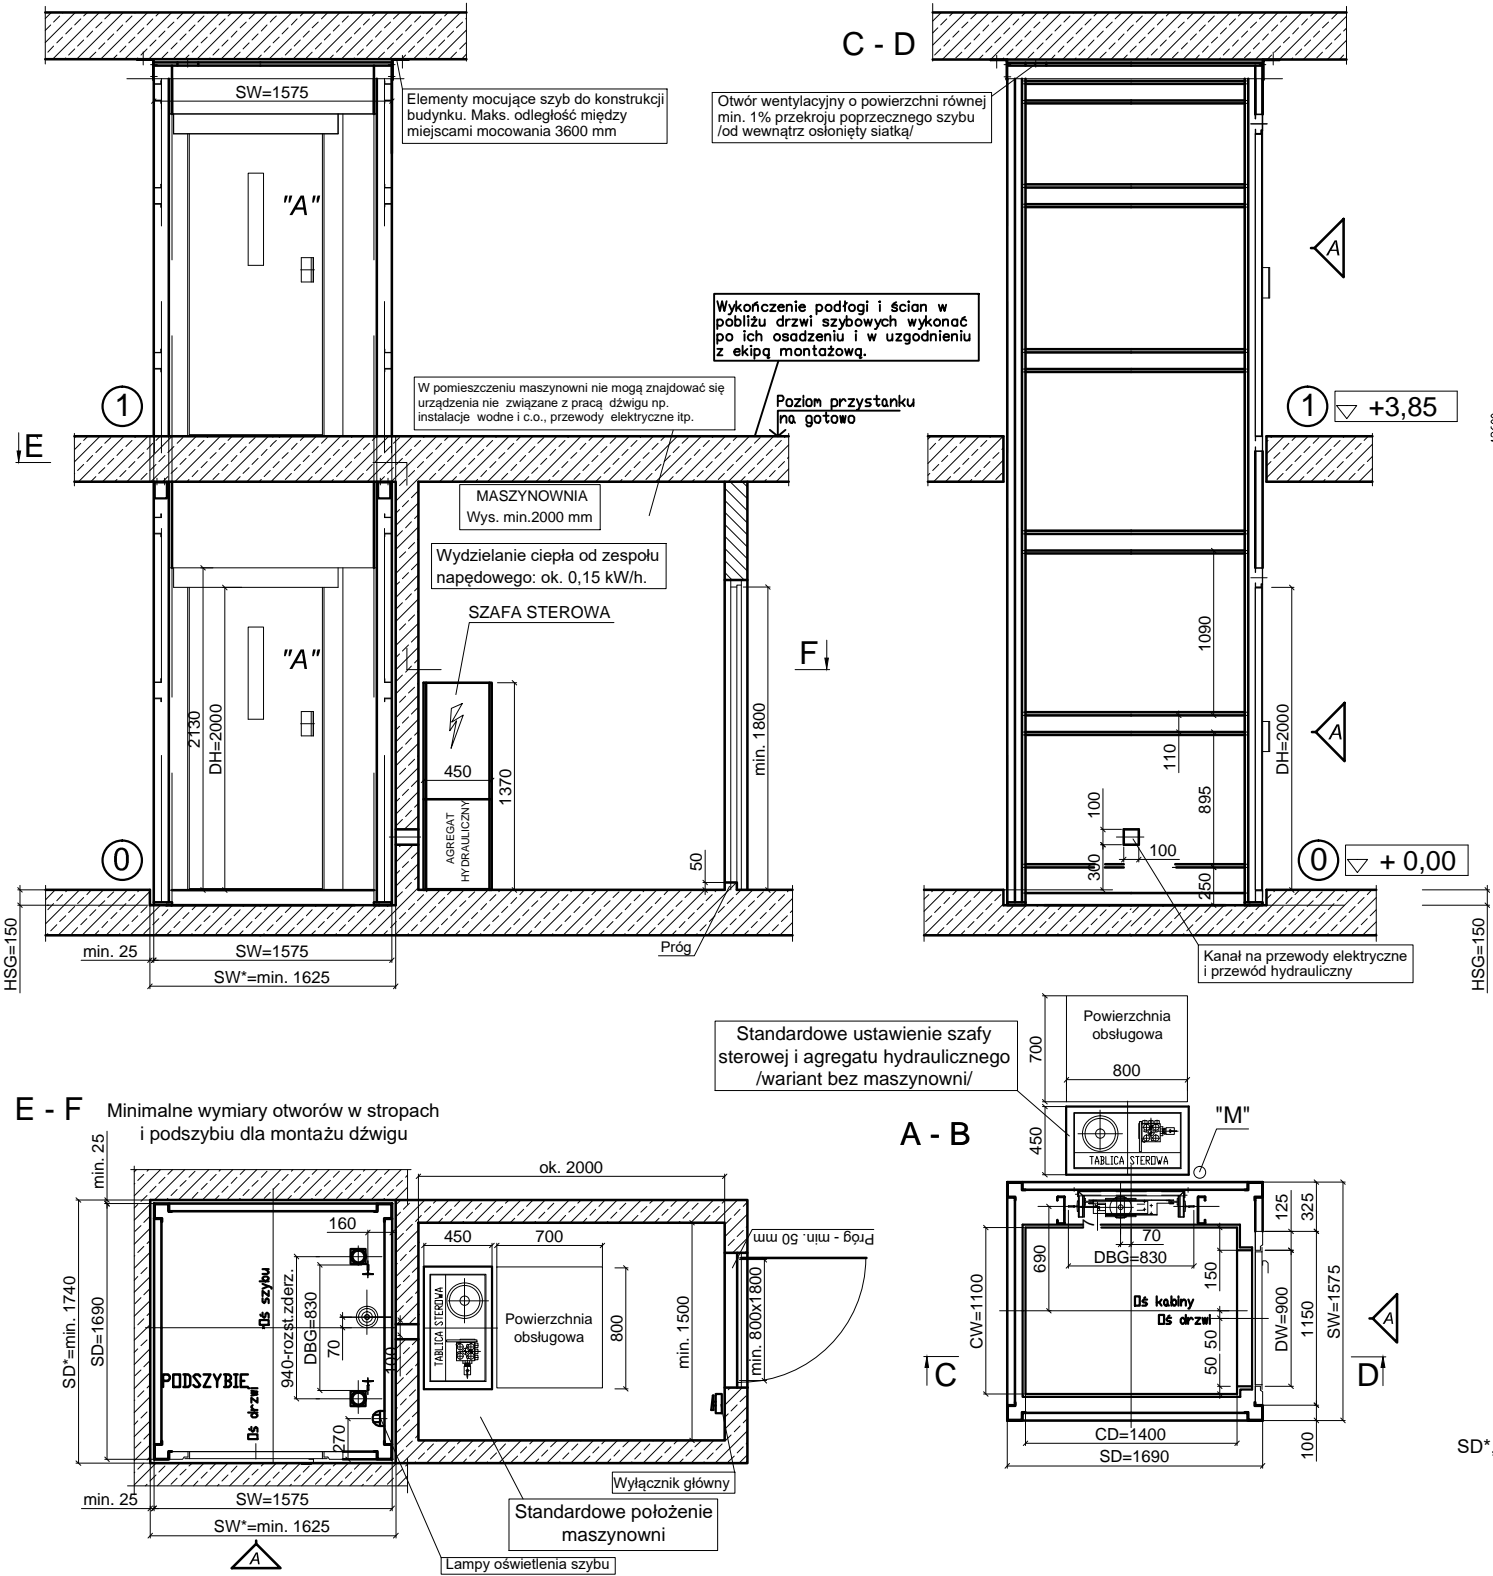 C - D
SW=1575
Elementy mocujące szyb do konstrukcji
budynku. Maks. odległość między
miejscami mocowania 3600 mm
Otwór wentylacyjny o powierzchni równej
min. 1% przekroju poprzecznego szybu
/od wewnątrz osłonięty siatką/
"A"
A
Wykończenie podłogi i ścian w
pobliżu drzwi szybowych wykonać
po ich osadzeniu i w uzgodnieniu
z ekipą montażową.
W pomieszczeniu maszynowni nie mogą znajdować się
urządzenia nie związane z pracą dźwigu np.
instalacje wodne i c.o., przewody elektryczne itp.
Poziom przystanku
na gotowo
1
1
+3,85
E
MASZYNOWNIA
Wys. min.2000 mm
Wydzielanie ciepła od zespołu
napędowego: ok. 0,15 kW/h.
SZAFA STEROWA
F
"A"
2130
DH=2000
450
1370
AGREGAT
HYDRAULICZNY
min. 1800
50
1090
110
895
DH=2000
A
100
100
300
250
0
0
+ 0,00
HSG=150
min. 25
SW=1575
SW*=min. 1625
Próg
Kanał na przewody elektryczne
i przewód hydrauliczny
HSG=150
Standardowe ustawienie szafy
sterowej i agregatu hydraulicznego
/wariant bez maszynowni/
700
Powierzchnia
obsługowa
800
E - F
Minimalne wymiary otworów w stropach
i podszybiu dla montażu dźwigu
A - B
450
TABLICA STEROWA
"M"
min. 25
ok. 2000
160
450
700
Próg - min. 50 mm
SD*=min. 1740
SD=1690
Oś szybu
940-rozst.zderz.
DBG=830
70
100
TABLICA STEROWA
Powierzchnia
obsługowa
800
min. 1500
min. 800x1800
PODSZYBIE
Oś drzwi
270
min. 25
SW=1575
SW*=min. 1625
A
Wyłącznik główny
Standardowe położenie
maszynowni
Lampy oświetlenia szybu
7
70
DBG=830
690
CW=1100
Oś kabiny
Oś drzwi
150
50
50
125
325
DW=900
1150
SW=1575
A
C
D
CD=1400
SD=1690
100
SD*